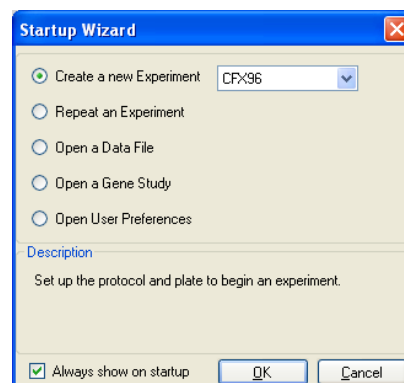 Startup Wizard
Create a new Experiment CFX96
Repeat an Experiment
Open a Data File
Open a Gene Study
Open User Preferences
Description
Set up the protocol and plate to begin an experiment.
Always show on startup OK Cancel